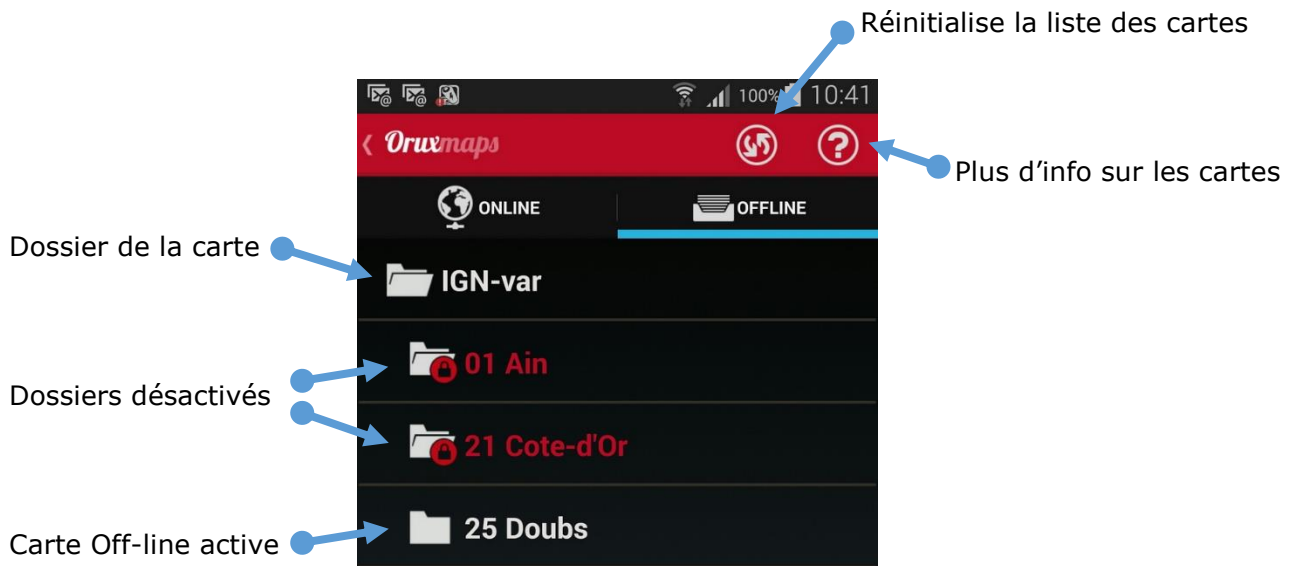 Réinitialise la liste des cartes
100% 10:41
Oruxmaps
Plus d’info sur les cartes
ONLINE OFFLINE
Dossier de la carte
IGN-var
01 Ain
Dossiers désactivés
21 Cote-d'Or
25 Doubs
Carte Off-line active